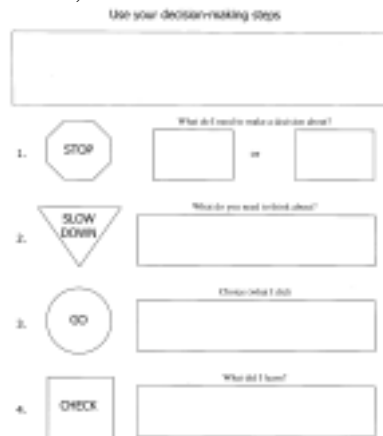 Use your decision-making steps
What do I need to make a decision about?
1. STOP or
What do you need to think about?
2. SLOW
DOWN
Choose (what I did)
3. GO
What did I learn?
4. CHECK